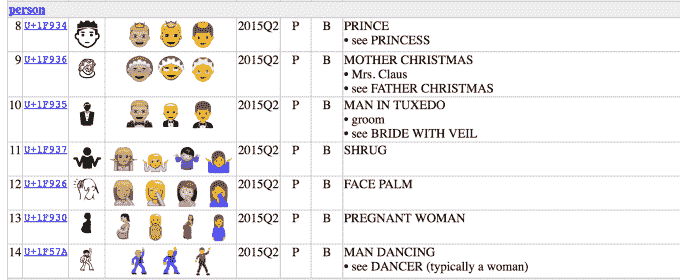 person
8 U+1F934 2015Q2 P B PRINCE
• see PRINCESS
9 U+1F936 2015Q2 P B MOTHER CHRISTMAS
• Mrs. Claus
• see FATHER CHRISTMAS
10 U+1F935 2015Q2 P B MAN IN TUXEDO
• groom
• see BRIDE WITH VEIL
11 U+1F937 2015Q2 P B SHRUG
12 U+1F926 2015Q2 P B FACE PALM
13 U+1F930 2015Q2 P B PREGNANT WOMAN
14 U+1F57A 2015Q2 P B MAN DANCING
• see DANCER (typically a woman)